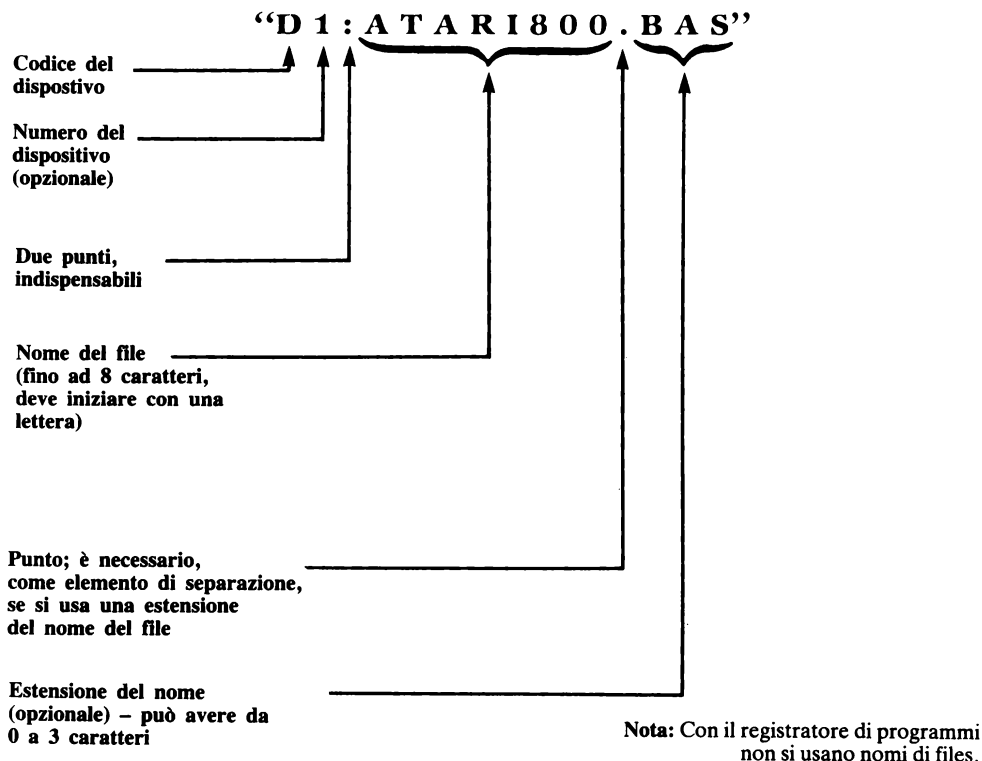 “D1:ATARI800.BAS”
Codice del
dispostivo
Numero del
dispositivo
(opzionale)
Due punti,
indispensabili
Nome del file
(fino ad 8 caratteri,
deve iniziare con una
lettera)
Punto; è necessario,
come elemento di separazione,
se si usa una estensione
del nome del file
Estensione del nome
(opzionale) – può avere da
0 a 3 caratteri
Nota: Con il registratore di programmi
non si usano nomi di files.